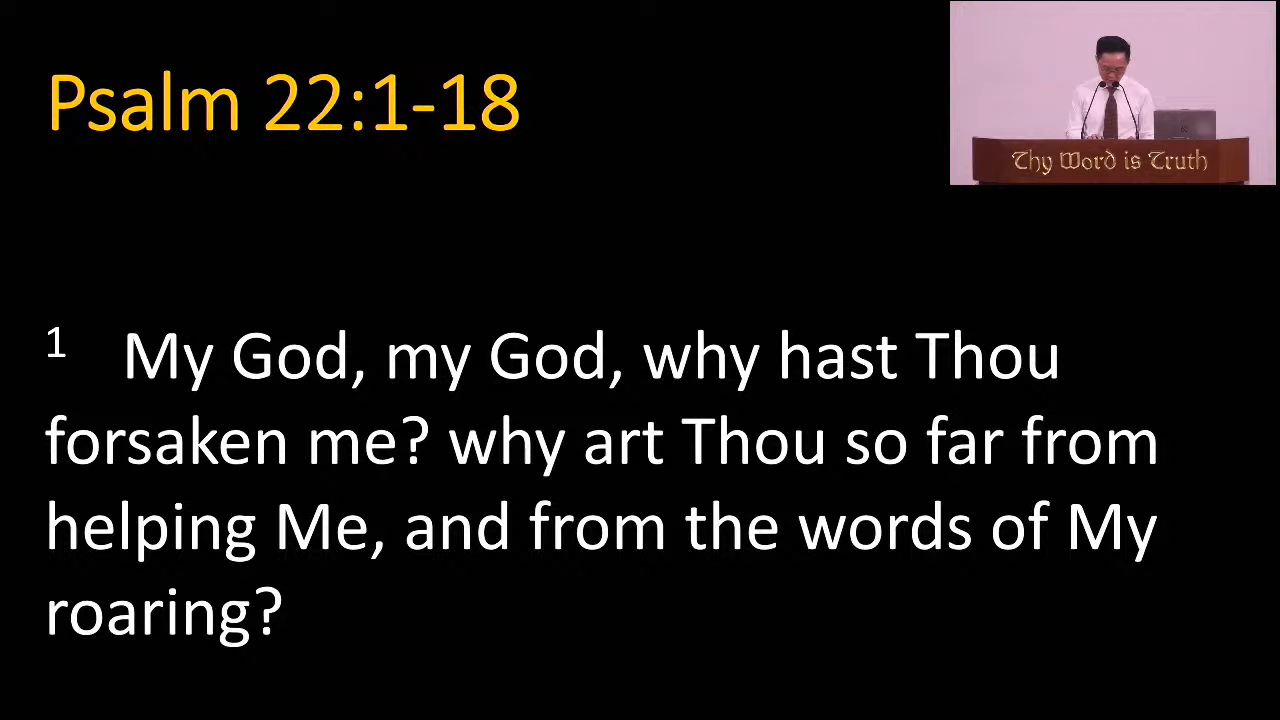 Psalm 22:1-18
Thy Word is Truth
1 My God, my God, why hast Thou
forsaken me? why art Thou so far from
helping Me, and from the words of My
roaring?